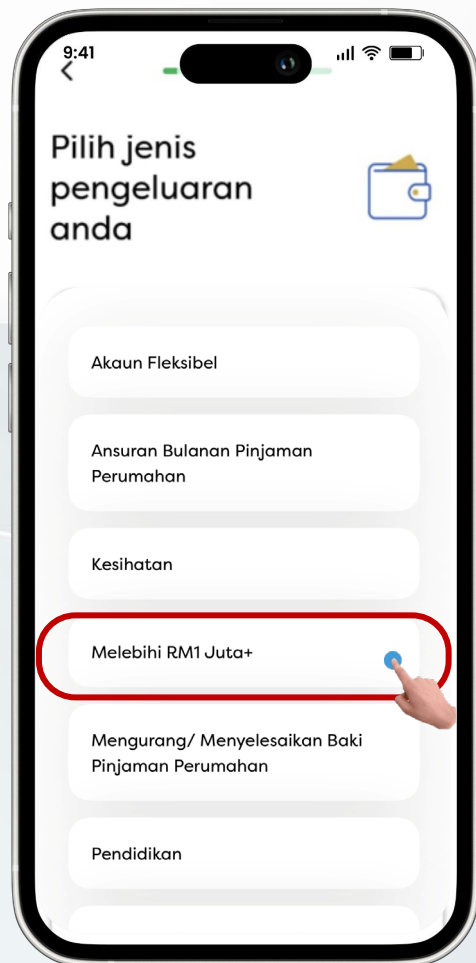 9:41
Pilih jenis
pengeluaran
anda
Akaun Fleksibel
Ansuran Bulanan Pinjaman
Perumahan
Kesihatan
Melebihi RM1 Juta+
Mengurang/ Menyelesaikan Baki
Pinjaman Perumahan
Pendidikan